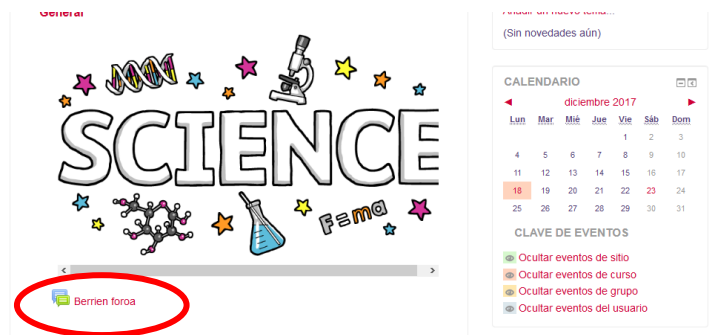 General
SCIENCE
F=ma
Berrien foroa
Añadir un nuevo tema...
(Sin novedades aún)
CALENDARIO
◄ diciembre 2017 ►
Lun Mar Mié Jue Vie Sáb Dom
1 2 3
4 5 6 7 8 9 10
11 12 13 14 15 16 17
18 19 20 21 22 23 24
25 26 27 28 29 30 31
CLAVE DE EVENTOS
Ocultar eventos de sitio
Ocultar eventos de curso
Ocultar eventos de grupo
Ocultar eventos del usuario